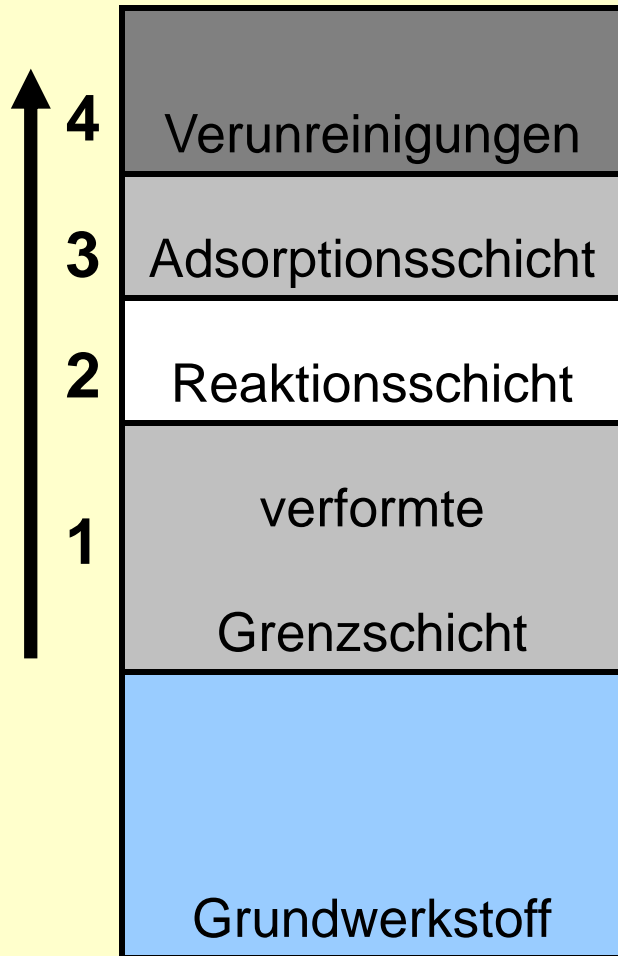 4 Verunreinigungen
3 Adsorptionsschicht
2 Reaktionsschicht
1 verformte
Grenzschicht
Grundwerkstoff